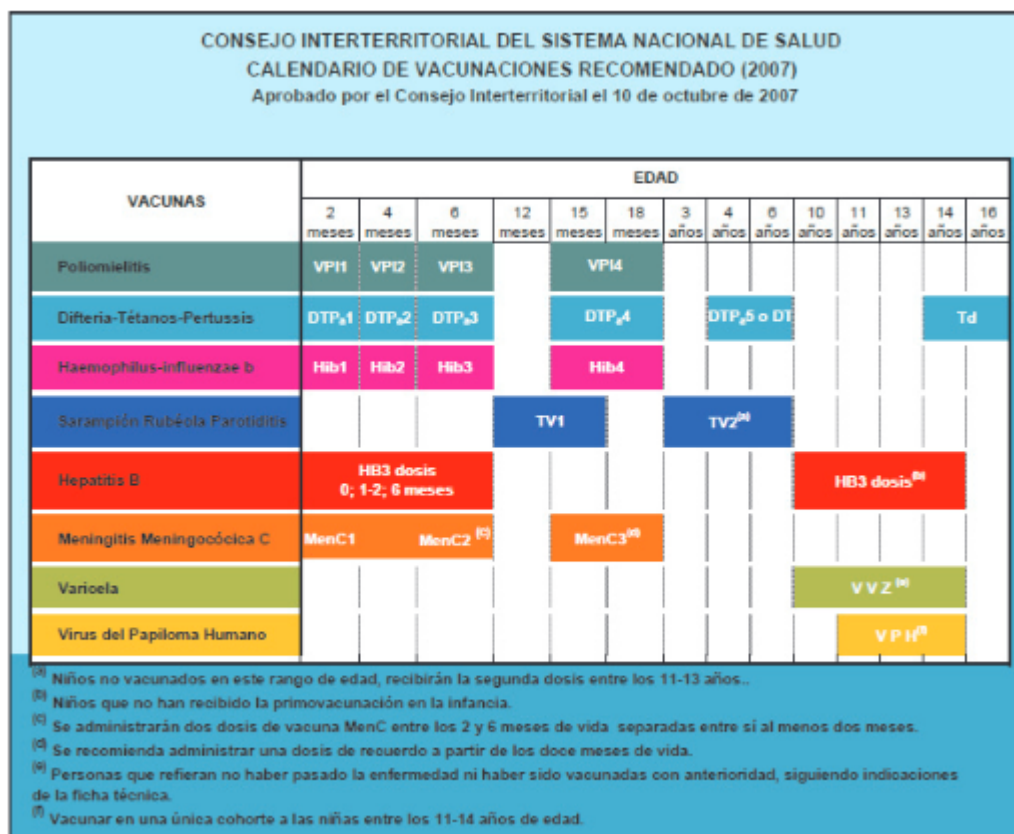 CONSEJO INTERTERRITORIAL DEL SISTEMA NACIONAL DE SALUD
CALENDARIO DE VACUNACIONES RECOMENDADO (2007)
Aprobado por el Consejo Interterritorial el 10 de octubre de 2007
VACUNAS
EDAD
2 meses
4 meses
6 meses
12 meses
15 meses
18 meses
3 años
4 años
6 años
10 años
11 años
13 años
14 años
16 años
Poliomielitis
VPI1
VPI2
VPI3
VPI4
Difteria-Tétanos-Pertussis
DTPa1
DTPa2
DTPa3
DTPa4
DTPa5 o DT
Td
Haemophilus-influenzae b
Hib1
Hib2
Hib3
Hib4
Sarampión Rubéola Parotiditis
TV1
TV2(a)
Hepatitis B
HB3 dosis
0; 1-2; 6 meses
HB3 dosis(b)
Meningitis Meningocócica C
MenC1
MenC2 (c)
MenC3(d)
Varicela
V V Z (e)
Virus del Papiloma Humano
V P H(f)
(a) Niños no vacunados en este rango de edad, recibirán la segunda dosis entre los 11-13 años..
(b) Niños que no han recibido la primovacunación en la infancia.
(c) Se administrarán dos dosis de vacuna MenC entre los 2 y 6 meses de vida separadas entre sí al menos dos meses.
(d) Se recomienda administrar una dosis de recuerdo a partir de los doce meses de vida.
(e) Personas que refieran no haber pasado la enfermedad ni haber sido vacunadas con anterioridad, siguiendo indicaciones
de la ficha técnica.
(f) Vacunar en una única cohorte a las niñas entre los 11-14 años de edad.